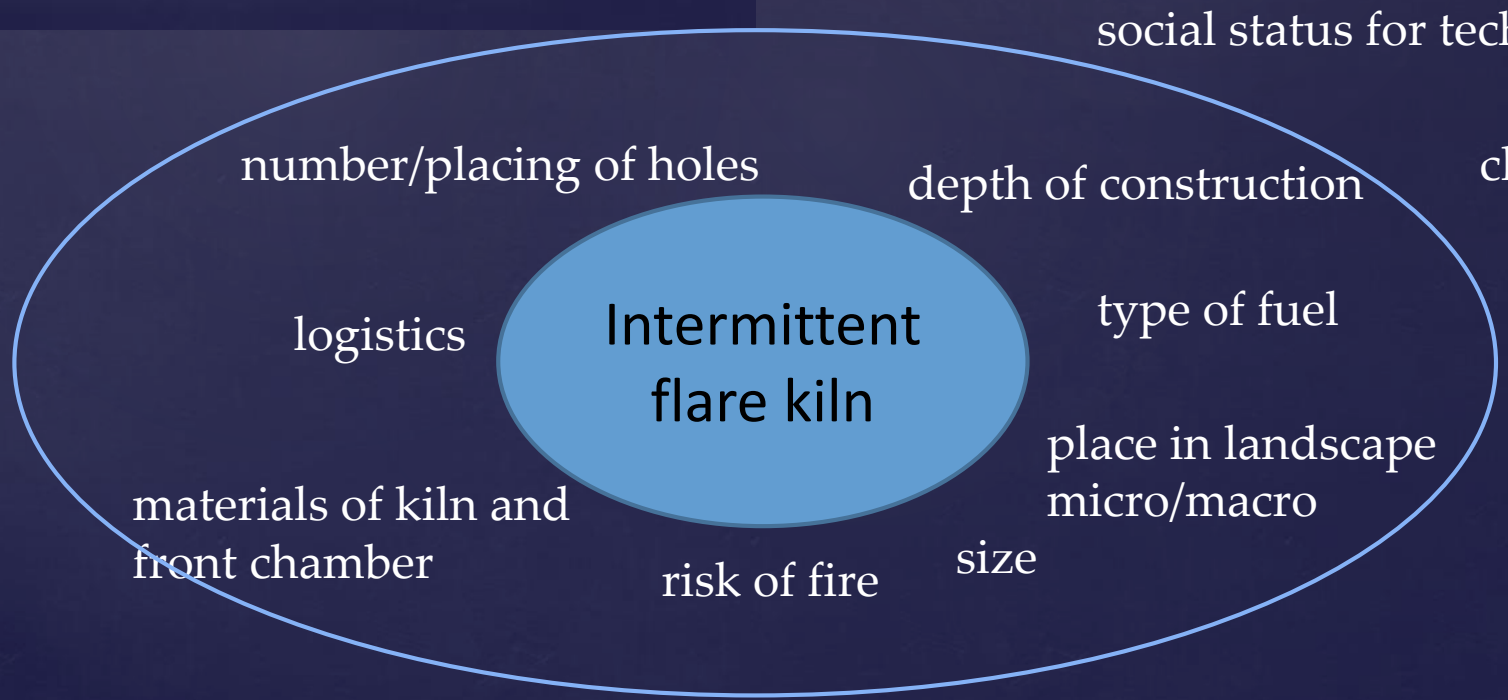 social status for
number/placing of holes
depth of construction
logistics
Intermittent
flare kiln
type of fuel
place in landscape
micro/macro
materials of kiln and
front chamber
size
risk of fire